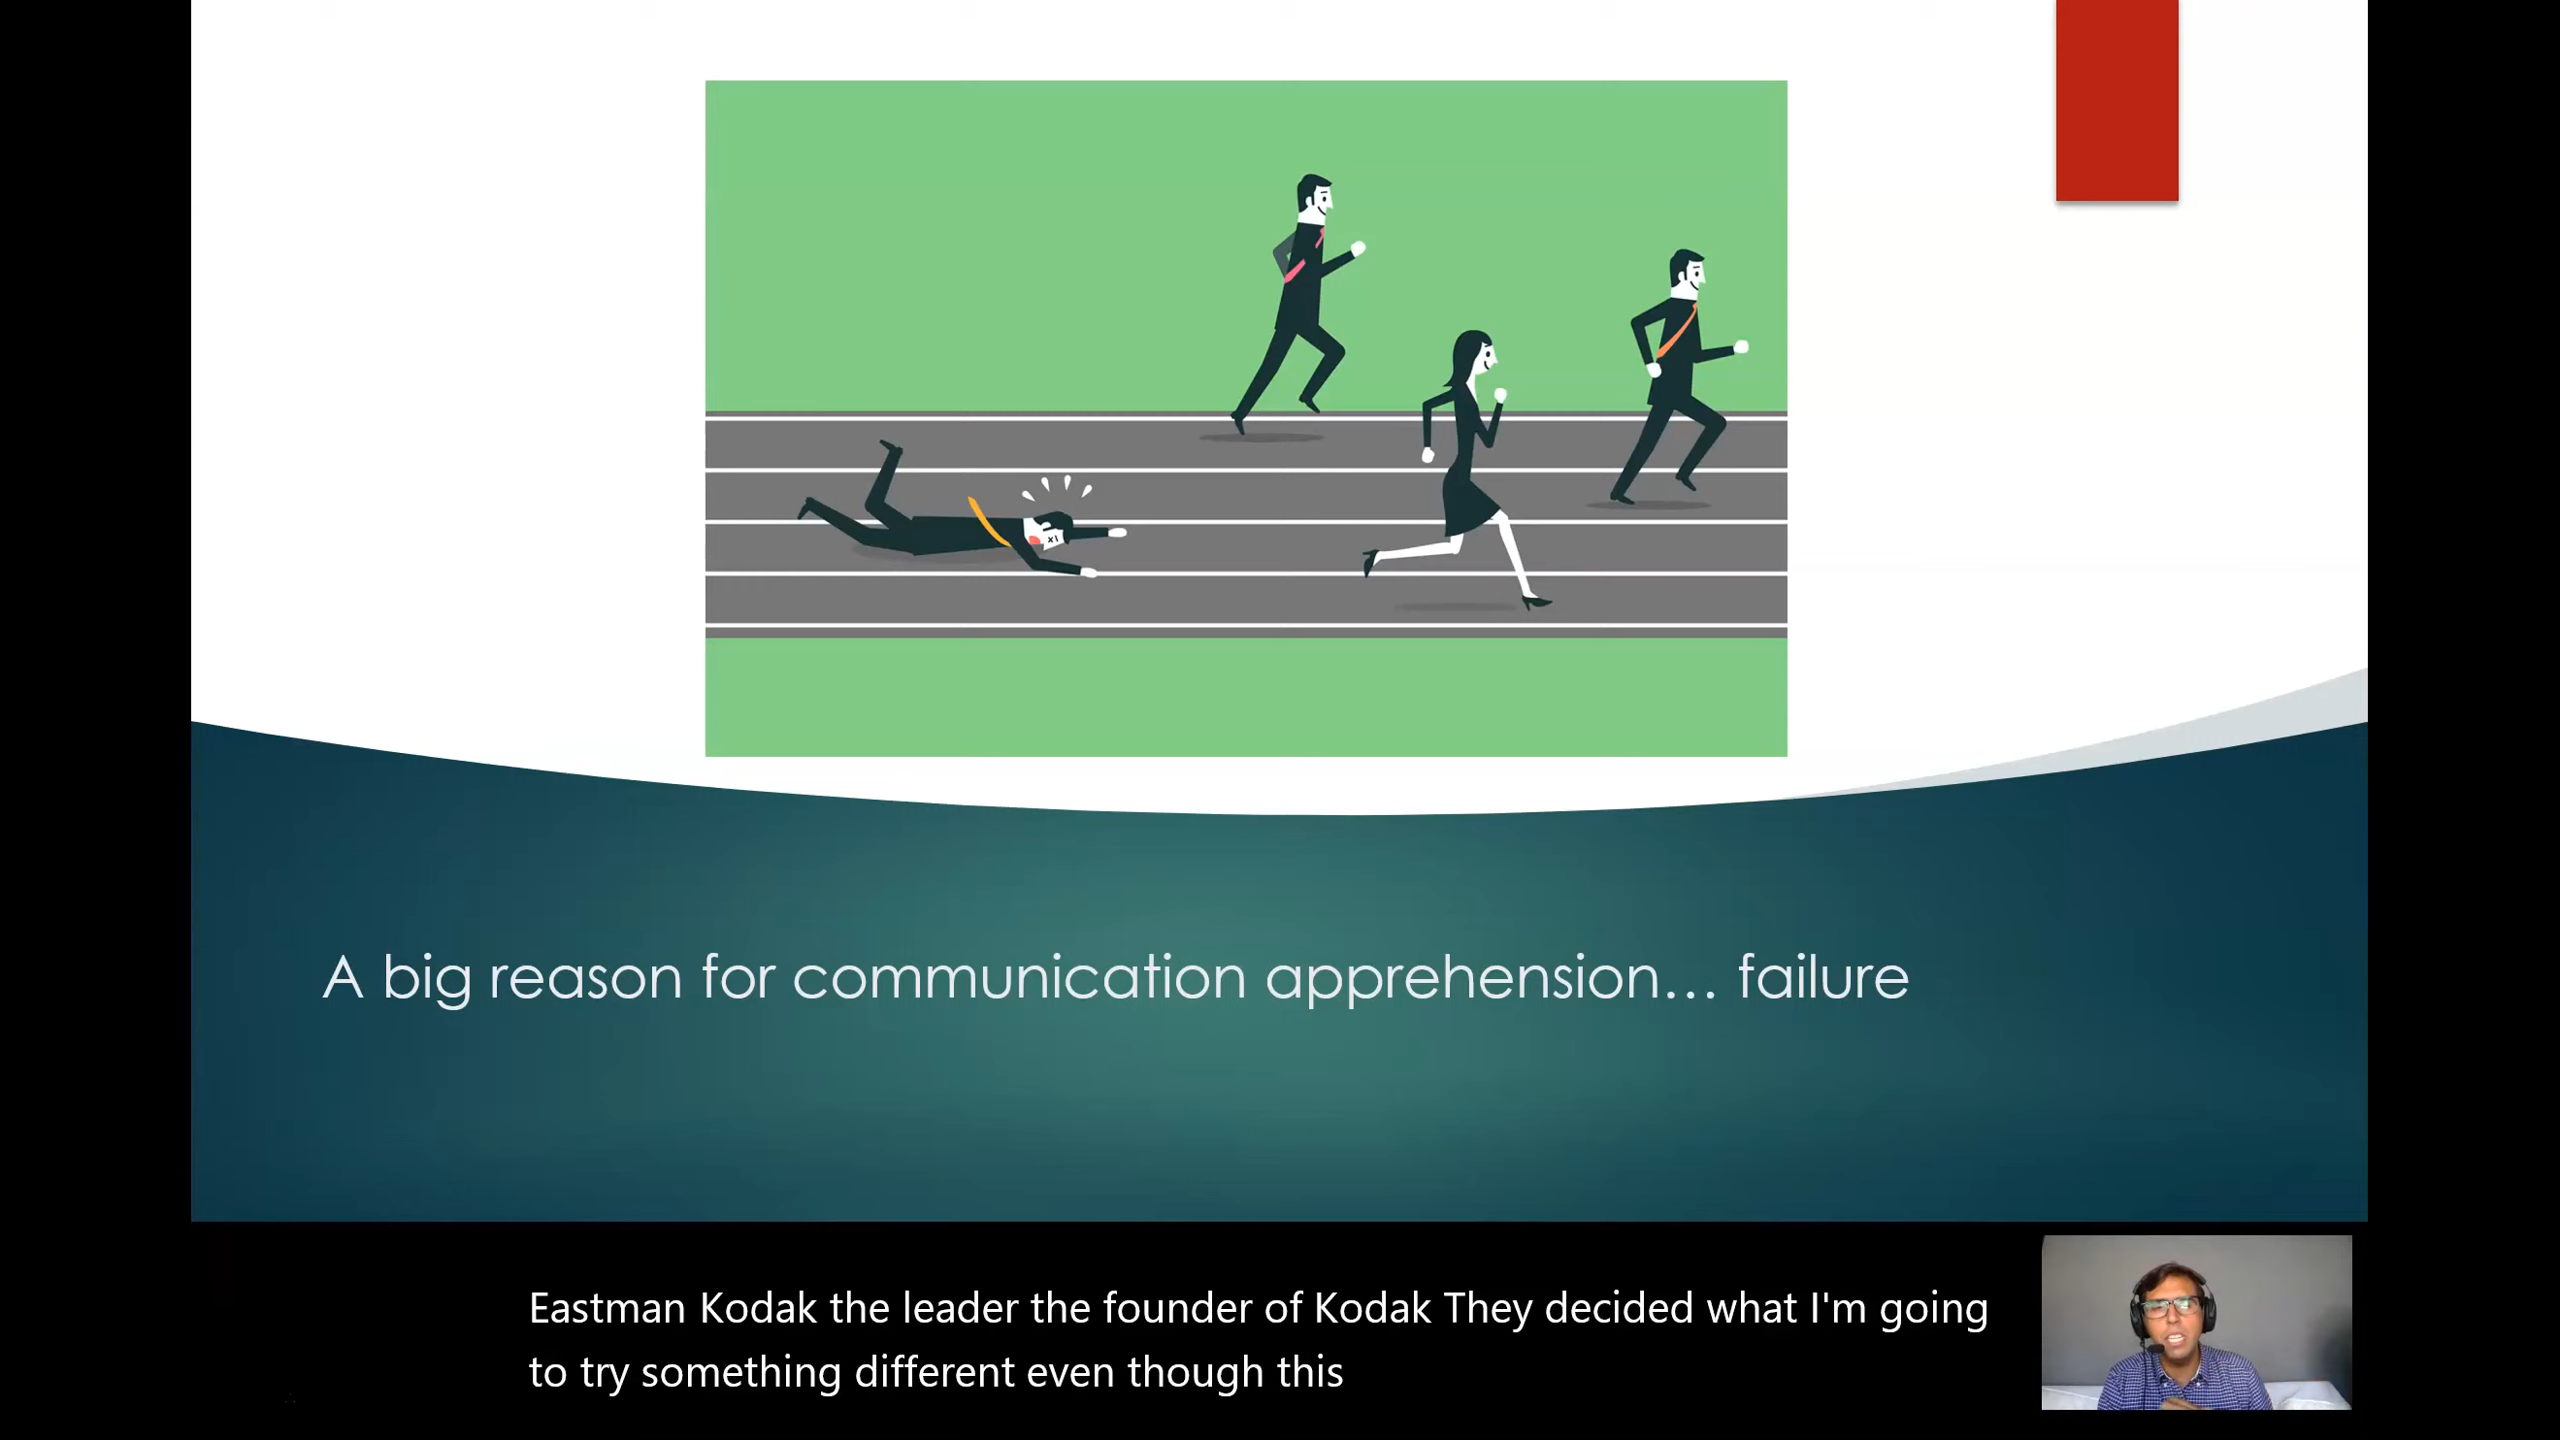 A big reason for communication apprehension… failure
Eastman Kodak the leader the founder of Kodak They decided what I'm going
to try something different even though this